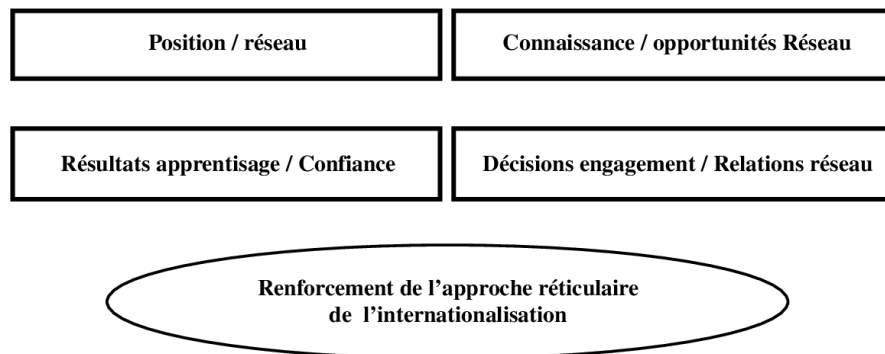 Position / réseau
Connaissance / opportunités Réseau
Résultats apprentisage / Confiance
Décisions engagement / Relations réseau
Renforcement de l’approche réticulaire
de l’internationalisation